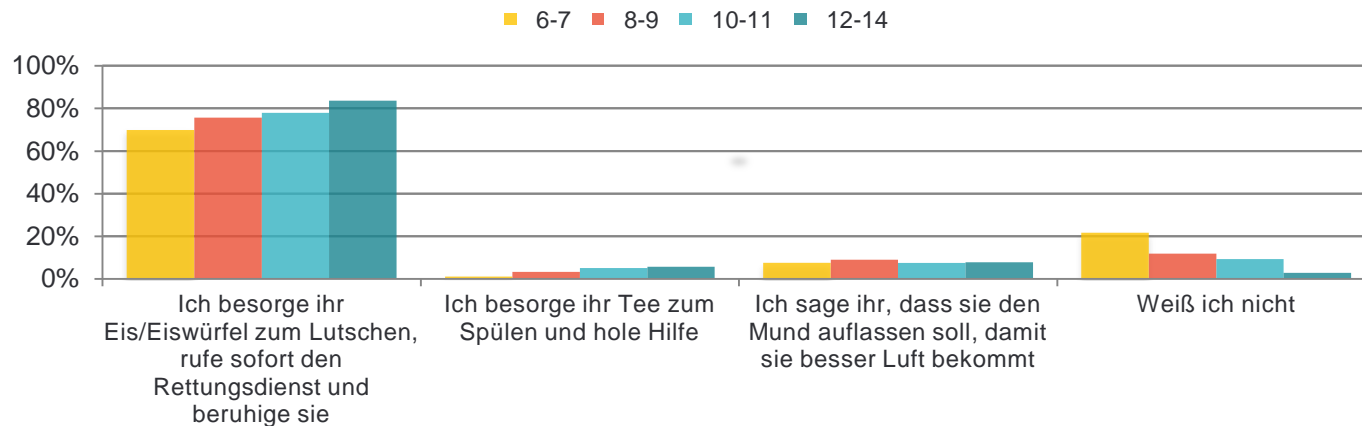 6-7 8-9 10-11 12-14
100%
80%
60%
40%
20%
0%
Ich besorge ihr
Eis/Eiswürfel zum Lutschen,
rufe sofort den
Rettungsdienst und
beruhige sie
Ich besorge ihr Tee zum
Spülen und hole Hilfe
Ich sage ihr, dass sie den
Mund auflassen soll, damit
sie besser Luft bekommt
Weiß ich nicht